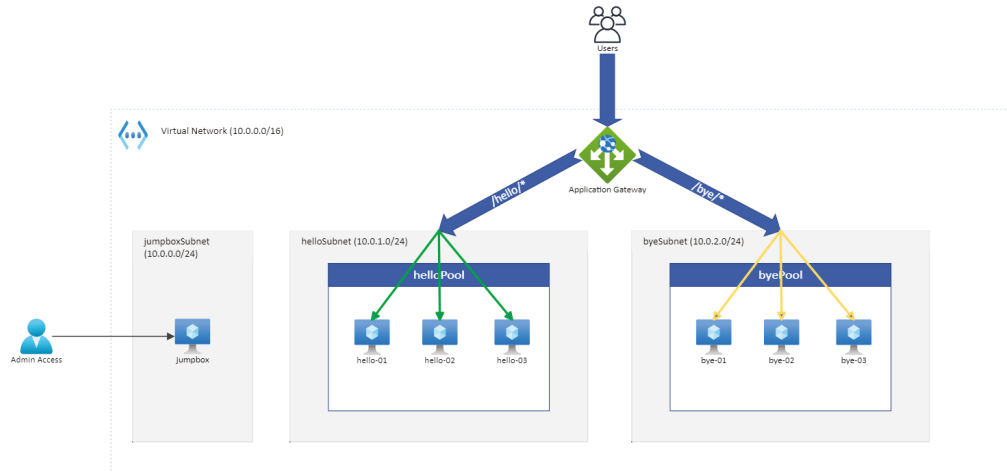 Users
Virtual Network (10.0.0.0/16)
Application Gateway
/hello/*
/bye/*
jumpboxSubnet
(10.0.0.0/24)
helloSubnet (10.0.1.0/24)
byeSubnet (10.0.2.0/24)
helloPool
byePool
Admin Access
jumpbox
hello-01
hello-02
hello-03
bye-01
bye-02
bye-03